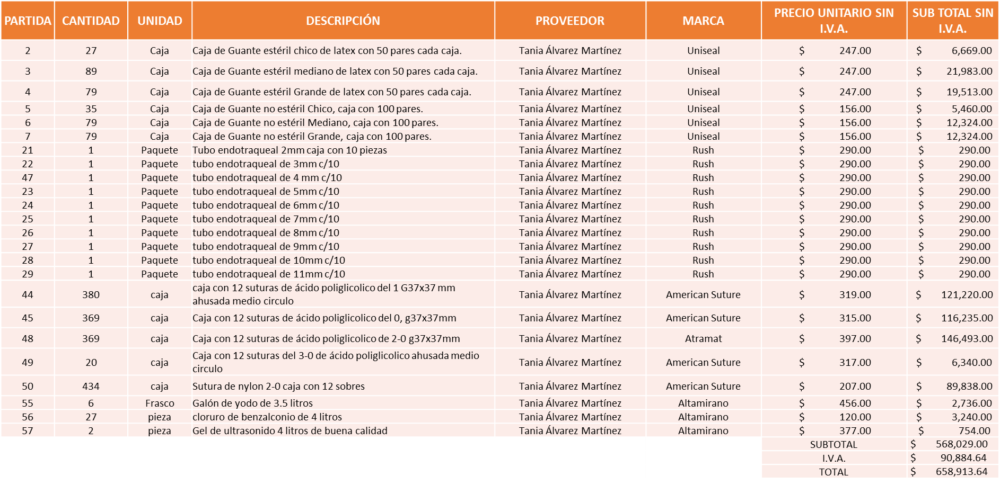 PARTIDA CANTIDAD UNIDAD DESCRIPCIÓN PROVEEDOR MARCA PRECIO UNITARIO SIN I.V.A. SUB TOTAL SIN I.V.A.
2 27 Caja Caja de Guante estéril chico de latex con 50 pares cada caja. Tania Álvarez Martínez Uniseal $ 247.00 $ 6,669.00
3 89 Caja Caja de Guante estéril mediano de latex con 50 pares cada caja. Tania Álvarez Martínez Uniseal $ 247.00 $ 21,983.00
4 79 Caja Caja de Guante estéril Grande de latex con 50 pares cada caja. Tania Álvarez Martínez Uniseal $ 247.00 $ 19,513.00
5 35 Caja Caja de Guante no estéril Chico, caja con 100 pares. Tania Álvarez Martínez Uniseal $ 156.00 $ 5,460.00
6 79 Caja Caja de Guante no estéril Mediano, caja con 100 pares. Tania Álvarez Martínez Uniseal $ 156.00 $ 12,324.00
7 79 Caja Caja de Guante no estéril Grande, caja con 100 pares. Tania Álvarez Martínez Uniseal $ 156.00 $ 12,324.00
21 1 Paquete Tubo endotraqueal 2mm caja con 10 piezas Tania Álvarez Martínez Rush $ 290.00 $ 290.00
22 1 Paquete tubo endotraqueal de 3mm c/10 Tania Álvarez Martínez Rush $ 290.00 $ 290.00
47 1 Paquete tubo endotraqueal de 4 mm c/10 Tania Álvarez Martínez Rush $ 290.00 $ 290.00
23 1 Paquete tubo endotraqueal de 5mm c/10 Tania Álvarez Martínez Rush $ 290.00 $ 290.00
24 1 Paquete tubo endotraqueal de 6mm c/10 Tania Álvarez Martínez Rush $ 290.00 $ 290.00
25 1 Paquete tubo endotraqueal de 7mm c/10 Tania Álvarez Martínez Rush $ 290.00 $ 290.00
26 1 Paquete tubo endotraqueal de 8mm c/10 Tania Álvarez Martínez Rush $ 290.00 $ 290.00
27 1 Paquete tubo endotraqueal de 9mm c/10 Tania Álvarez Martínez Rush $ 290.00 $ 290.00
28 1 Paquete tubo endotraqueal de 10mm c/10 Tania Álvarez Martínez Rush $ 290.00 $ 290.00
29 1 Paquete tubo endotraqueal de 11mm c/10 Tania Álvarez Martínez Rush $ 290.00 $ 290.00
44 380 caja caja con 12 suturas de ácido poliglicolico del 1 G37x37 mm ahusada medio circulo Tania Álvarez Martínez American Suture $ 319.00 $ 121,220.00
45 369 caja Caja con 12 suturas de ácido poliglicolico del 0, g37x37mm Tania Álvarez Martínez American Suture $ 315.00 $ 116,235.00
48 369 caja Caja con 12 suturas de ácido poliglicolico de 2-0 g37x37mm Tania Álvarez Martínez Atramat $ 397.00 $ 146,493.00
49 20 caja Caja con 12 suturas del 3-0 de ácido poliglicolico ahusada medio circulo Tania Álvarez Martínez American Suture $ 317.00 $ 6,340.00
50 434 caja Sutura de nylon 2-0 caja con 12 sobres Tania Álvarez Martínez American Suture $ 207.00 $ 89,838.00
55 6 Frasco Galón de yodo de 3.5 litros Tania Álvarez Martínez Altamirano $ 456.00 $ 2,736.00
56 27 pieza cloruro de benzalconio de 4 litros Tania Álvarez Martínez Altamirano $ 120.00 $ 3,240.00
57 2 pieza Gel de ultrasonido 4 litros de buena calidad Tania Álvarez Martínez Altamirano $ 377.00 $ 754.00
SUBTOTAL $ 568,029.00
I.V.A. $ 90,884.64
TOTAL $ 658,913.64